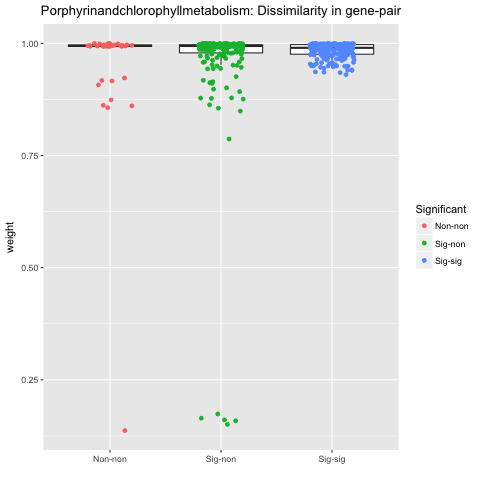 Porphyrinandchlorophyllmetabolism: Dissimilarity in gene-pair
1.00
0.75
0.50
0.25
weight
Non-non
Sig-non
Sig-sig
Significant
Non-non
Sig-non
Sig-sig